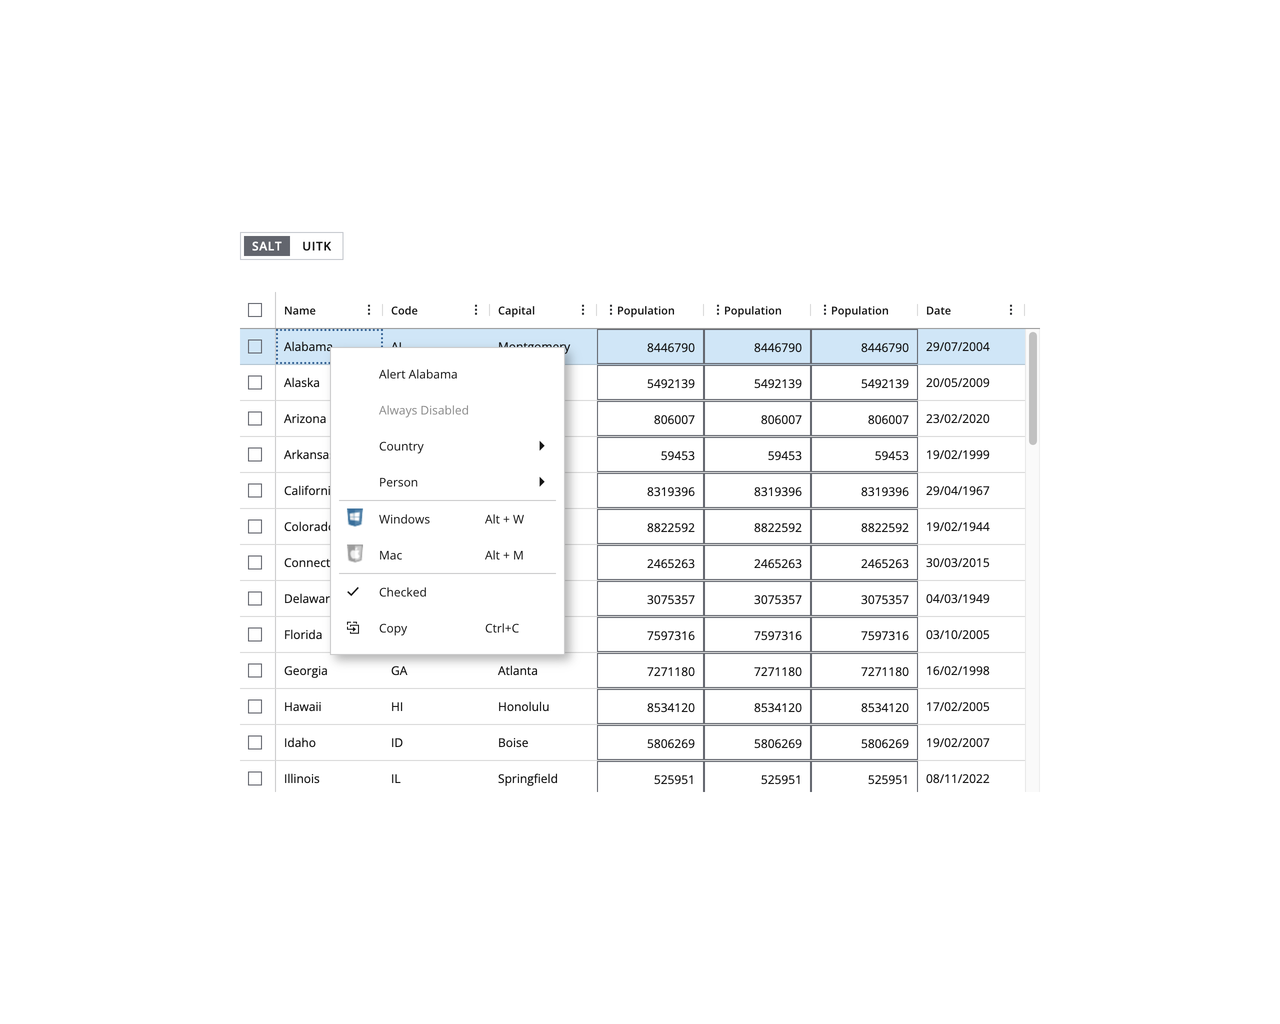 SALT UITK
Name Code Capital Population Population Population Date
Alabama Montgomery 8446790 8446790 8446790 29/07/2004
Alaska 5492139 5492139 5492139 20/05/2009
Alert Alabama
Always Disabled
Country
Person
Windows Alt + W
Mac Alt + M
Checked
Copy Ctrl+C
Arizona 806007 806007 806007 23/02/2020
Arkansa 59453 59453 59453 19/02/1999
Californi 8319396 8319396 8319396 29/04/1967
Colorad 8822592 8822592 8822592 19/02/1944
Connect 2465263 2465263 2465263 30/03/2015
Delawar 3075357 3075357 3075357 04/03/1949
Florida 7597316 7597316 7597316 03/10/2005
Georgia GA Atlanta 7271180 7271180 7271180 16/02/1998
Hawaii HI Honolulu 8534120 8534120 8534120 17/02/2005
Idaho ID Boise 5806269 5806269 5806269 19/02/2007
Illinois IL Springfield 525951 525951 525951 08/11/2022